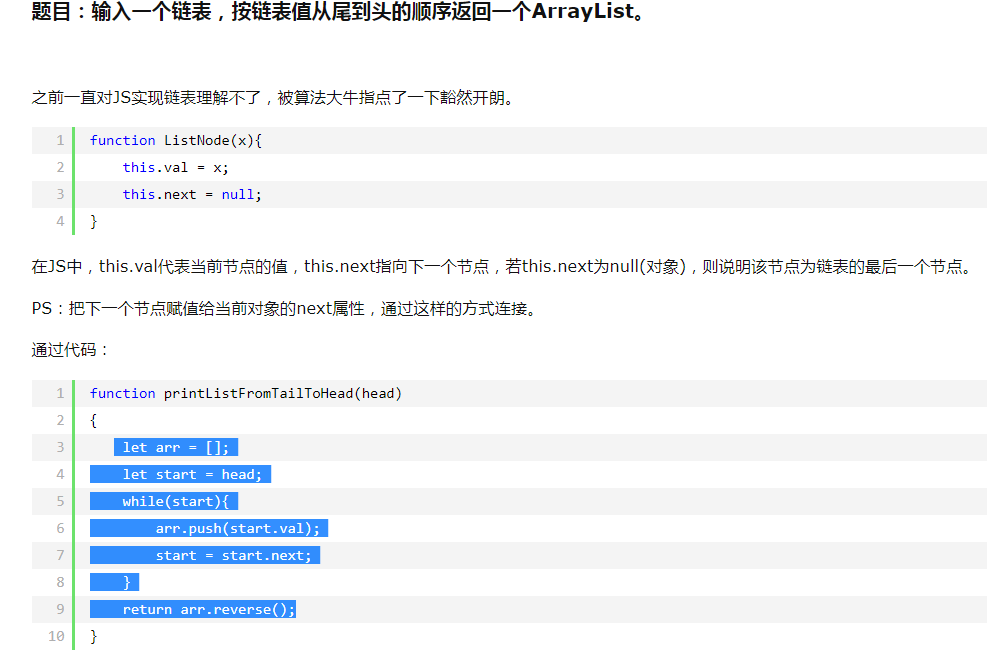 题目：输入一个链表，按链表值从尾到头的顺序返回一个ArrayList。
之前一直对JS实现链表理解不了，被算法大牛指点了一下豁然开朗。
1 function ListNode(x){
2     this.val = x;
3     this.next = null;
4 }
在JS中，this.val代表当前节点的值，this.next指向下一个节点，若this.next为null(对象)，则说明该节点为链表的最后一个节点。
PS：把下一个节点赋值给当前对象的next属性，通过这样的方式连接。
通过代码：
1 function printListFromTailToHead(head)
2 {
3     let arr = [];
4     let start = head;
5     while(start){
6         arr.push(start.val);
7         start = start.next;
8     }
9     return arr.reverse();
10 }